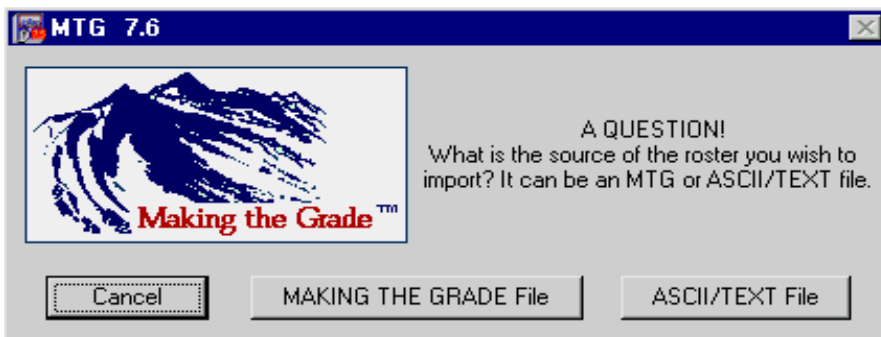 MTG 7.6
A QUESTION!
What is the source of the roster you wish to
import? It can be an MTG or ASCII/TEXT file.
Making the Grade™
Cancel
MAKING THE GRADE File
ASCII/TEXT File